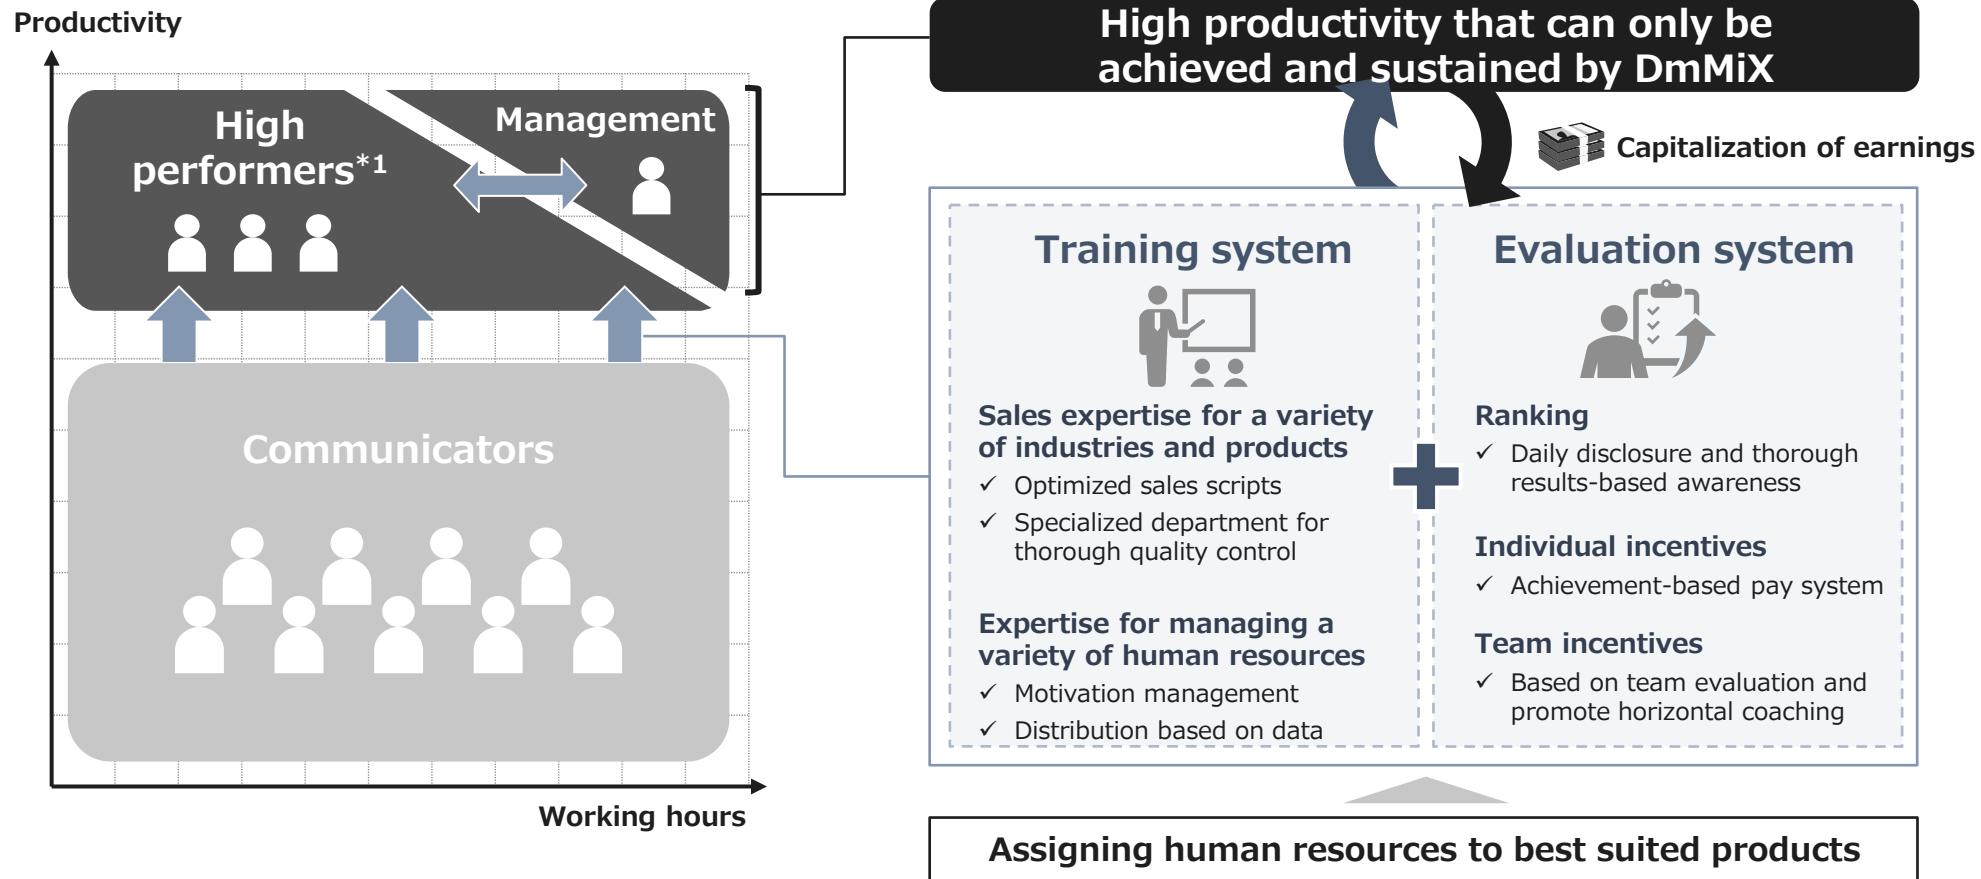 Productivity
High
performers*1
Management
Communicators
Working hours
High productivity that can only be
achieved and sustained by DmMiX
Capitalization of earnings
Training system
Sales expertise for a variety
of industries and products
✓ Optimized sales scripts
✓ Specialized department for
thorough quality control
Expertise for managing a
variety of human resources
✓ Motivation management
✓ Distribution based on data
Evaluation system
Ranking
✓ Daily disclosure and thorough
results-based awareness
Individual incentives
✓ Achievement-based pay system
Team incentives
✓ Based on team evaluation and
promote horizontal coaching
Assigning human resources to best suited products